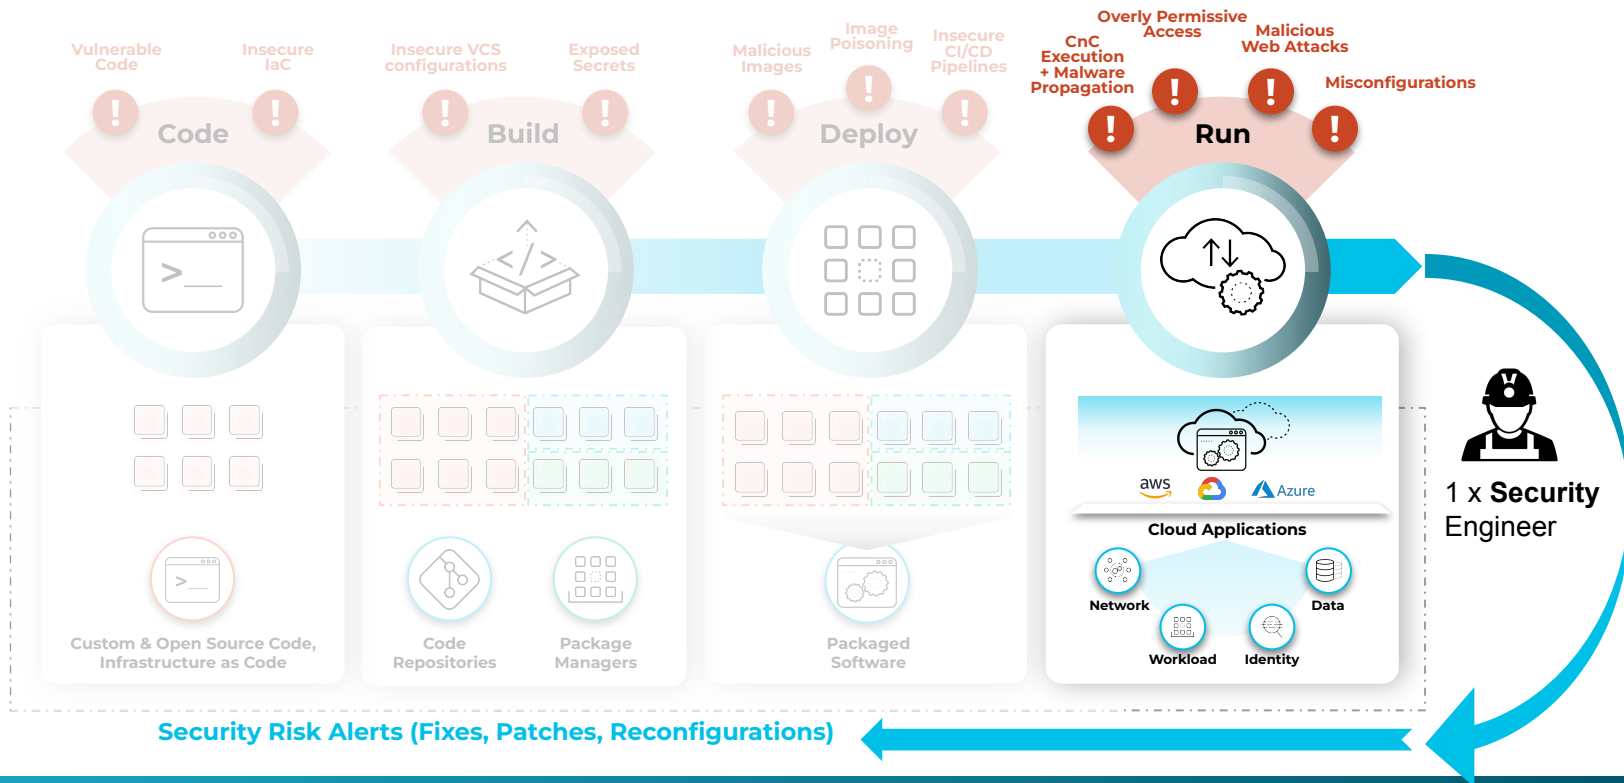 Vulnerable
Code
Insecure
IaC
Code
Insecure VCS
configurations
Exposed
Secrets
Build
Malicious
Images
Image
Poisoning
Insecure
CI/CD
Pipelines
Deploy
CnC
Execution
+ Malware
Propagation
Overly Permissive
Access
Malicious
Web Attacks
Misconfigurations
Run
Custom & Open Source Code,
Infrastructure as Code
Code
Repositories
Package
Managers
Packaged
Software
aws
Azure
Cloud Applications
Network
Data
Workload
Identity
1 x Security
Engineer
Security Risk Alerts (Fixes, Patches, Reconfigurations)